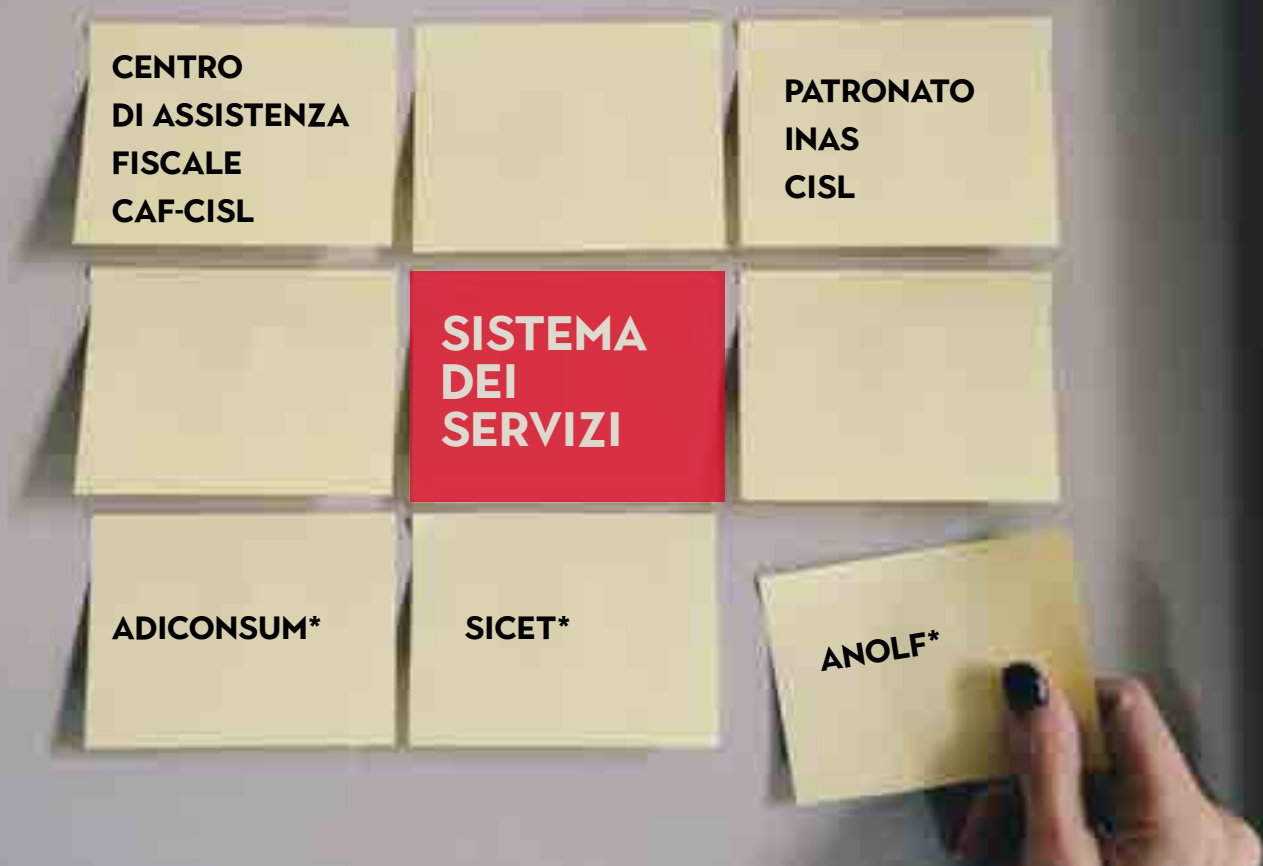 CENTRO
DI ASSISTENZA
FISCALE
CAF-CISL
PATRONATO
INAS
CISL
SISTEMA
DEI
SERVIZI
ADICONSUM*
SICET*
ANOLF*